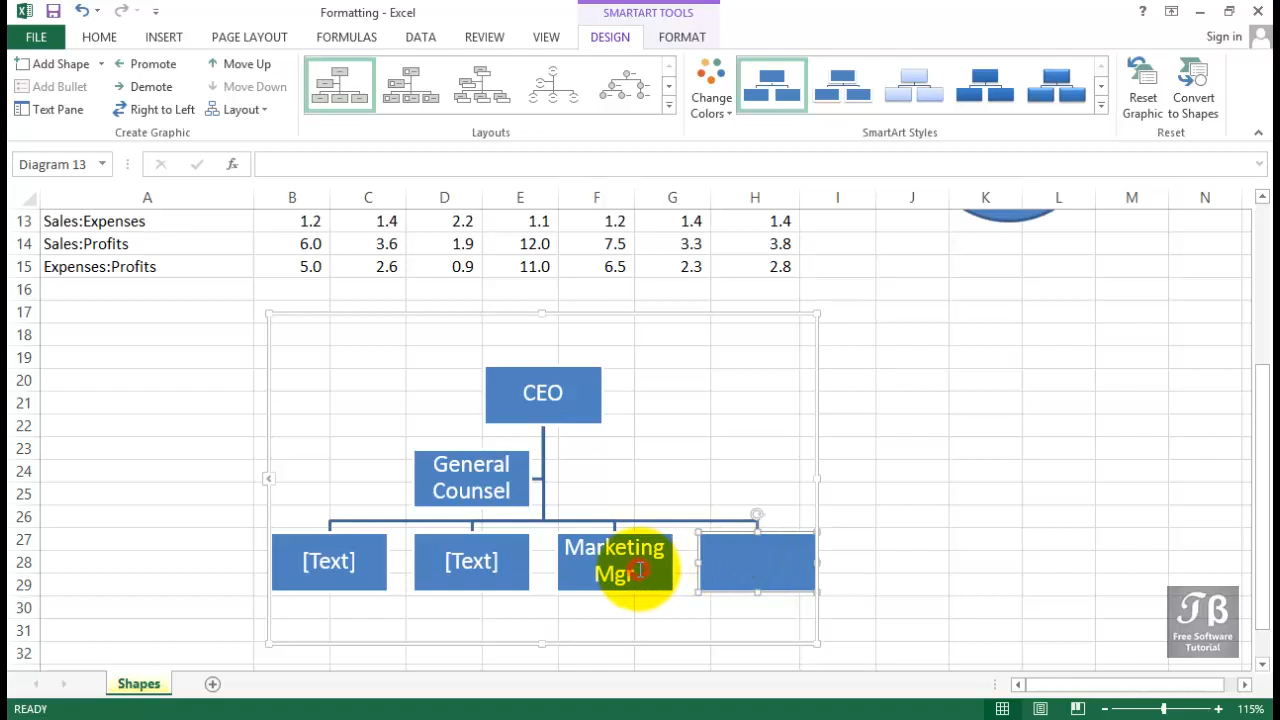 Formatting - Excel
SMARTART TOOLS
?
FILE HOME INSERT PAGE LAYOUT FORMULAS DATA REVIEW VIEW DESIGN FORMAT Sign in
Add Shape Promote Move Up
Add Bullet Demote Move Down
Text Pane Right to Left Layout
Create Graphic
Layouts
Change
Colors
SmartArt Styles
Reset
Graphic
Convert
to Shapes
Reset
Diagram 13 fx
A B C D E F G H I J K L M N
13 Sales:Expenses 1.2 1.4 2.2 1.1 1.2 1.4 1.4
14 Sales:Profits 6.0 3.6 1.9 12.0 7.5 3.3 3.8
15 Expenses:Profits 5.0 2.6 0.9 11.0 6.5 2.3 2.8
16
17
18
19
20
21
22
23
24
25
26
27
28
29
30
31
32
CEO
General
Counsel
[Text]
[Text]
Marketing
Mgr
TB
Free Software
Tutorial
Shapes
READY
115%